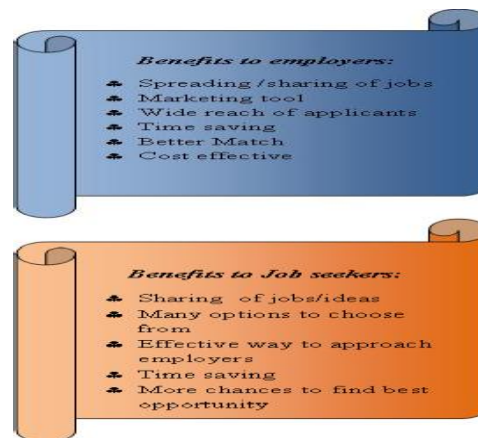 Benefits to employers:
♣ Spreading /sharing of jobs
♣ Marketing tool
♣ Wide reach of applicants
♣ Time saving
♣ Better Match
♣ Cost effective
Benefits to Job seekers:
♣ Sharing of jobs/ideas
♣ Many options to choose
from
♣ Effective way to approach
employers
♣ Time saving
♣ More chances to find best
opportunity